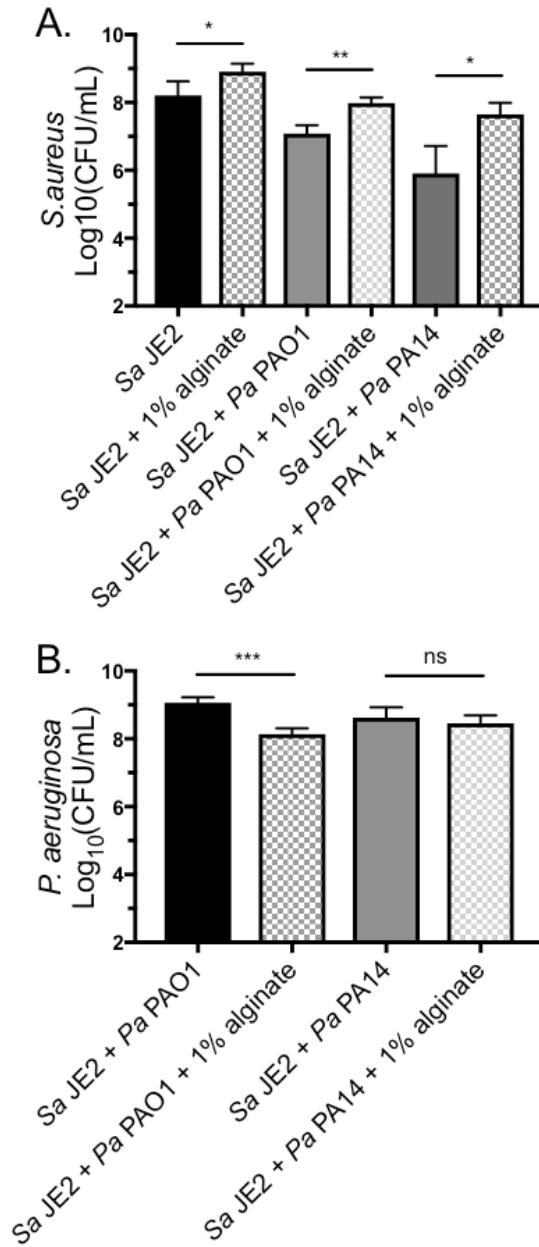 A.
S.aureus
Log10(CFU/mL)
10
8
6
4
2
*
**
*
Sa JE2
Sa JE2 + 1% alginate
Sa JE2 + Pa PAO1
Sa JE2 + Pa PAO1 + 1% alginate
Sa JE2 + Pa PA14
Sa JE2 + Pa PA14 + 1% alginate
B.
P. aeruginosa
Log₁₀(CFU/mL)
10
8
6
4
2
***
ns
Sa JE2 + Pa PAO1
Sa JE2 + Pa PAO1 + 1% alginate
Sa JE2 + Pa PA14
Sa JE2 + Pa PA14 + 1% alginate